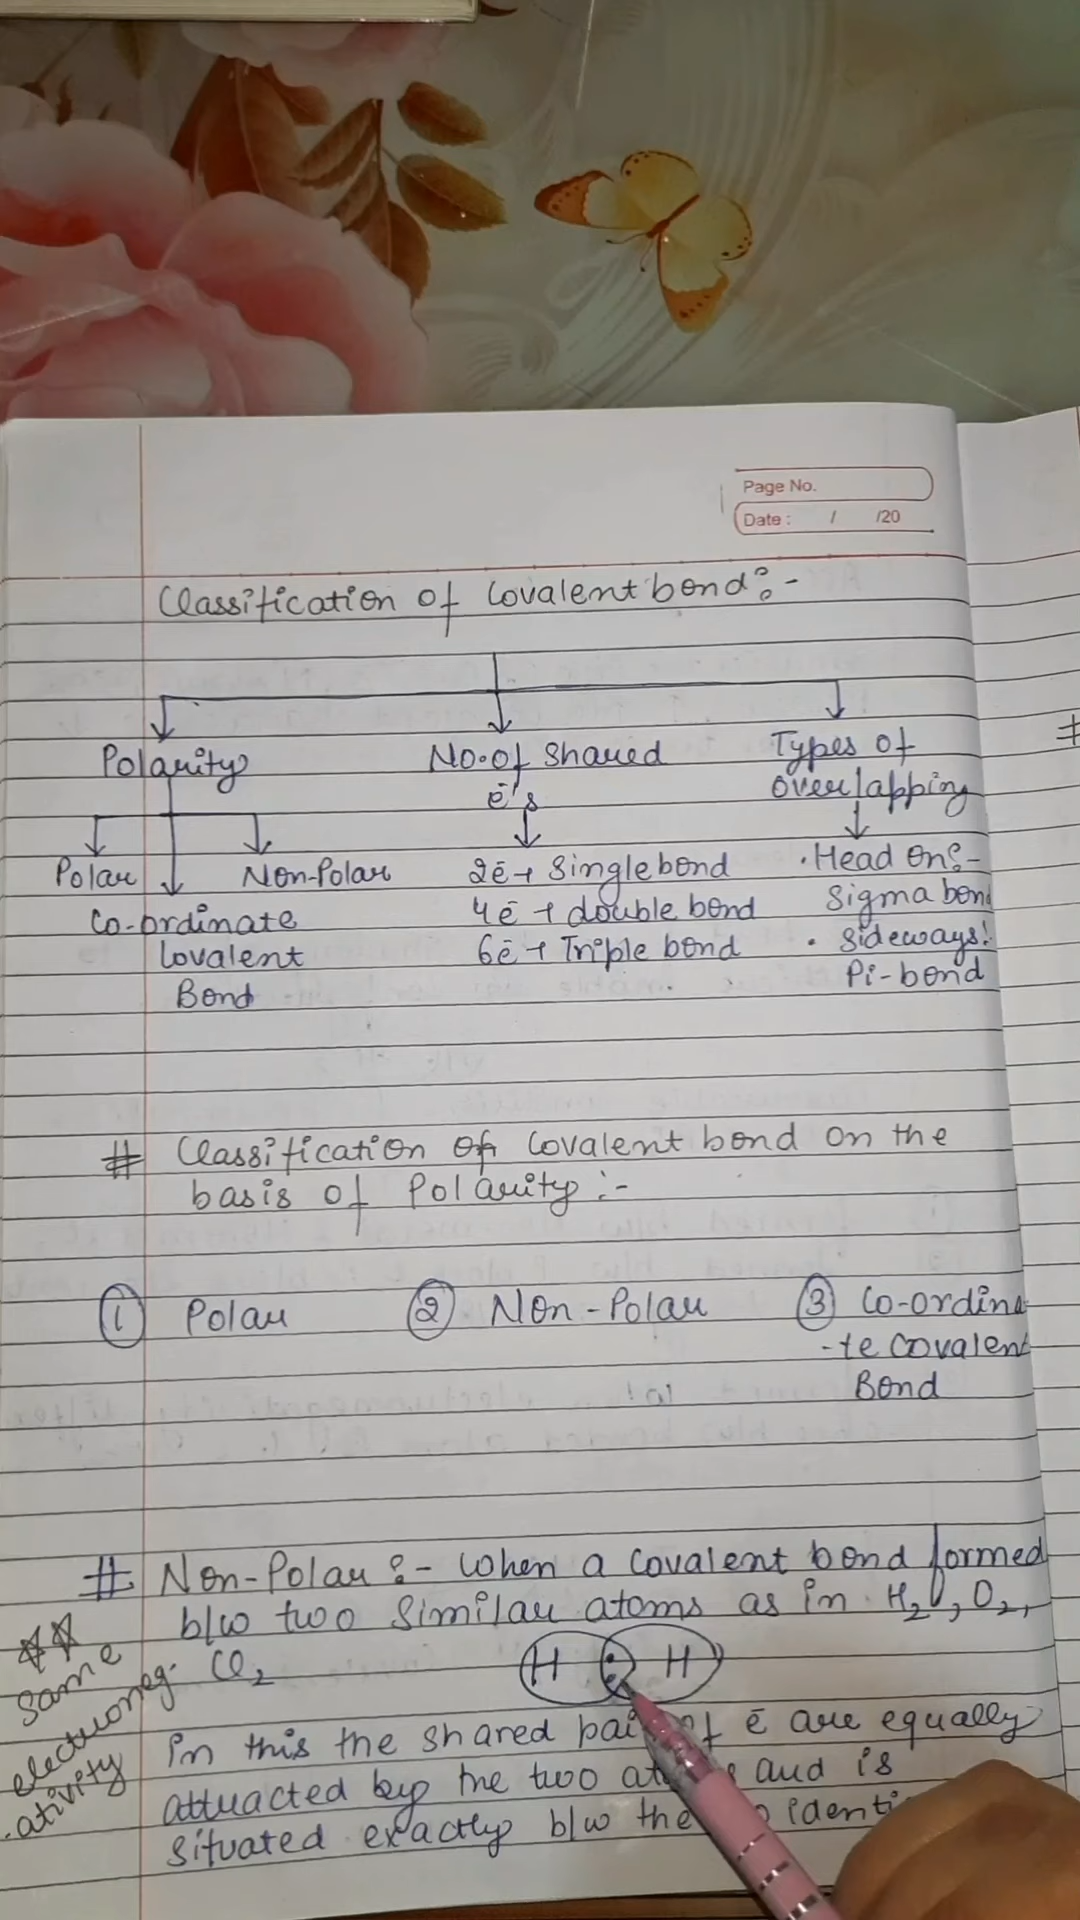 Page No.
Date : / /20
Classification of Covalent bond :-
Polarity No. of Shared Types of
ē's overlapping
Polar Non-Polar 2ē → Single bond • Head on :-
Co-ordinate 4ē → double bond Sigma bond
Covalent 6ē → Triple bond • Sideways :
Bond Pi-bond
# Classification of Covalent bond on the
basis of Polarity :-
① Polar ② Non-Polar ③ Co-ordina
-te Covalent
Bond
# Non-Polar :- When a Covalent bond formed
b/w two Similar atoms as in H₂O, O₂,
Cl₂ H : H
** Same
electroneg-
ativity
In this the shared pair of ē are equally
attracted by the two and is
situated exactly b/w the